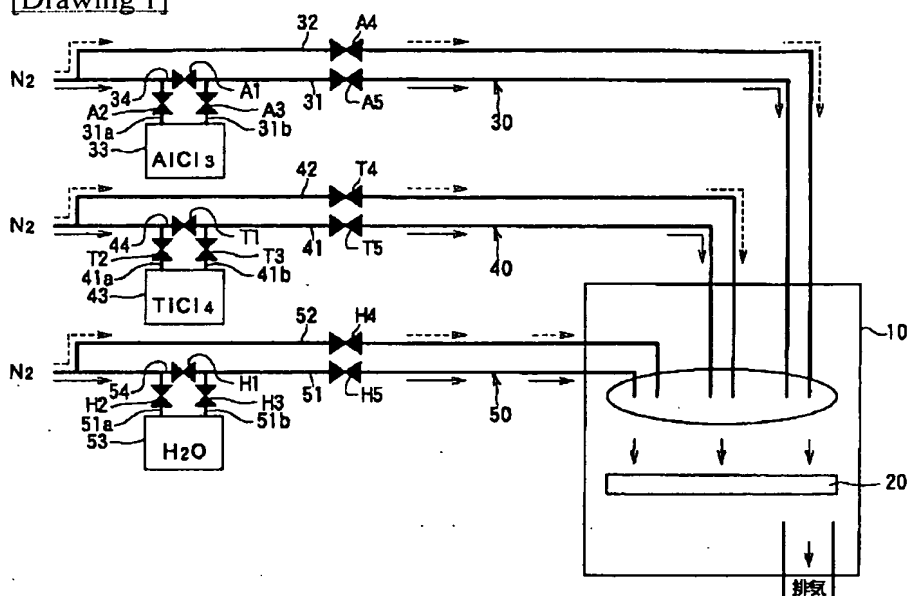 [Drawing 1]
32
A4
N2
34
A1
31
A5
30
A2
A3
31a
31b
33
AlCl3
42
T4
N2
44
T1
41
T5
40
T2
T3
41a
41b
43
TiCl4
52
H4
10
N2
54
H1
51
H5
50
H2
H3
51a
51b
53
H2O
20
排気